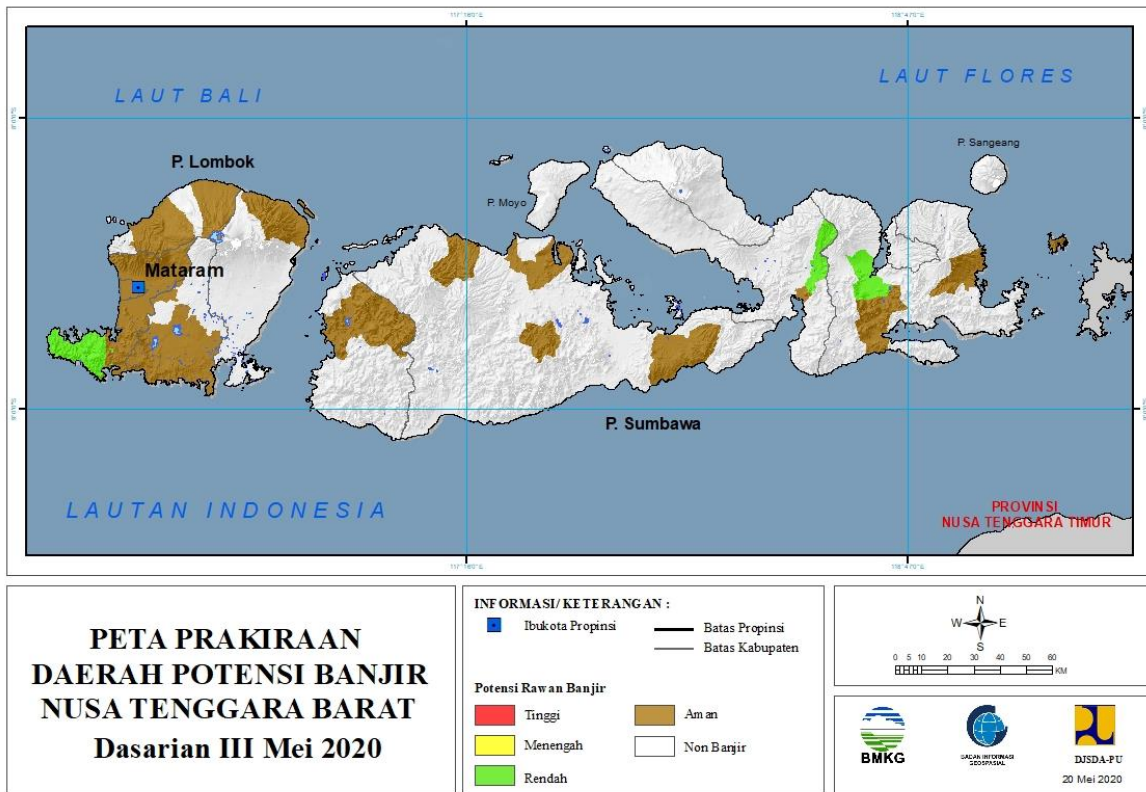 LAUT BALI
LAUT FLORES
P. Lombok
P. Sangeang
P. Moyo
Mataram
P. Sumbawa
LAUTAN INDONESIA
PROVINSI
NUSA TENGGARA TIMUR
PETA PRAKIRAAN
DAERAH POTENSI BANJIR
NUSA TENGGARA BARAT
Dasarian III Mei 2020
INFORMASI/ KETERANGAN :
Ibukota Propinsi
Batas Propinsi
Batas Kabupaten
Potensi Rawan Banjir
Tinggi
Aman
Menengah
Non Banjir
Rendah
N
W E
S
0 5 10 20 30 40 50 60
KM
BMKG
BADAN INFORMASI
GEOSPASIAL
DJSDA-PU
20 Mei 2020